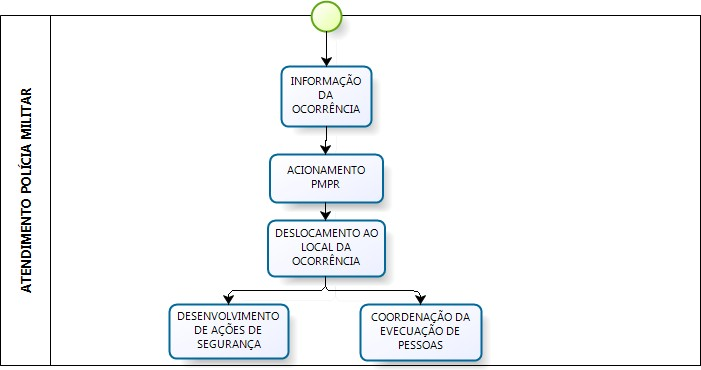 ATENDIMENTO POLÍCIA MILITAR
INFORMAÇÃO
DA
OCORRÊNCIA
ACIONAMENTO
PMPR
DESLOCAMENTO AO
LOCAL DA
OCORRÊNCIA
DESENVOLVIMENTO
DE AÇÕES DE
SEGURANÇA
COORDENAÇÃO DA
EVECUAÇÃO DE
PESSOAS